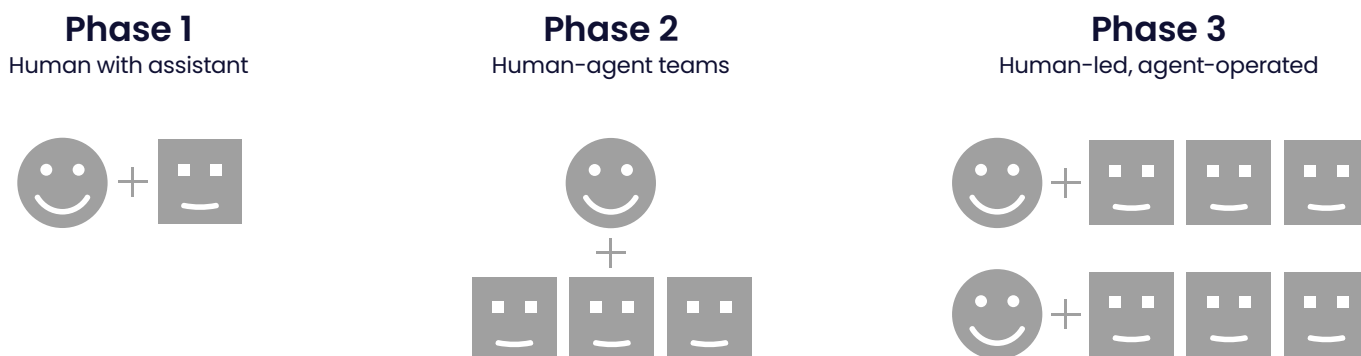 Phase 1
Human with assistant
Phase 2
Human-agent teams
Phase 3
Human-led, agent-operated